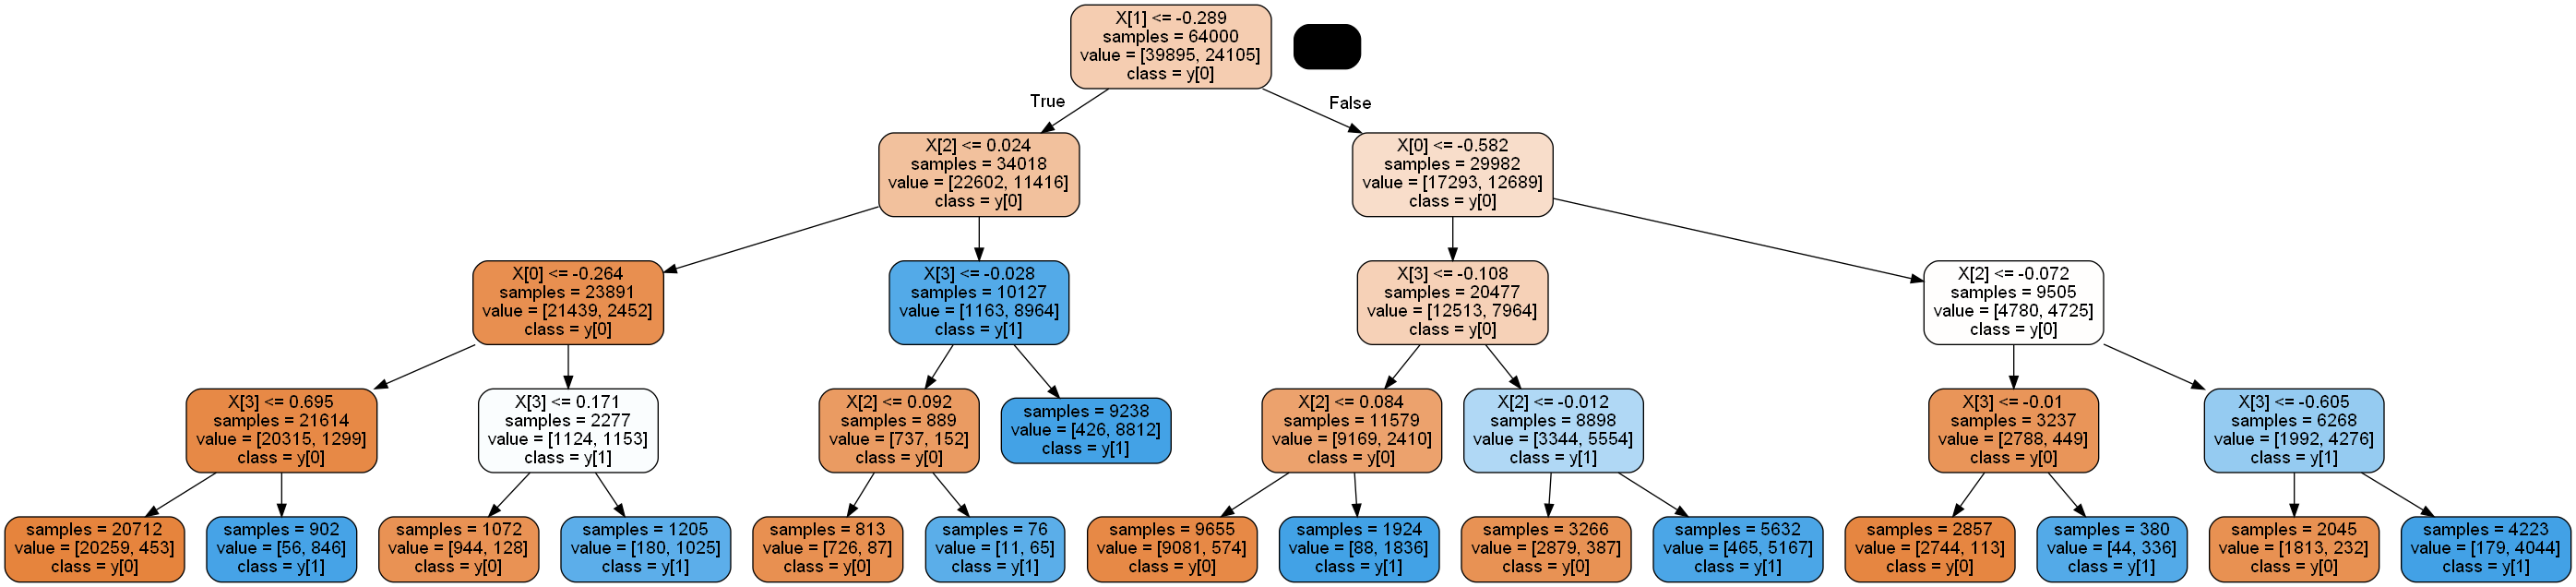 X[1] <= -0.289
samples = 64000
value = [39895, 24105]
class = y[0]
True
False
X[2] <= 0.024
samples = 34018
value = [22602, 11416]
class = y[0]
X[0] <= -0.582
samples = 29982
value = [17293, 12689]
class = y[0]
X[0] <= -0.264
samples = 23891
value = [21439, 2452]
class = y[0]
X[3] <= -0.028
samples = 10127
value = [1163, 8964]
class = y[1]
X[3] <= -0.108
samples = 20477
value = [12513, 7964]
class = y[0]
X[2] <= -0.072
samples = 9505
value = [4780, 4725]
class = y[0]
X[3] <= 0.695
samples = 21614
value = [20315, 1299]
class = y[0]
X[3] <= 0.171
samples = 2277
value = [1124, 1153]
class = y[1]
X[2] <= 0.092
samples = 889
value = [737, 152]
class = y[0]
samples = 9238
value = [426, 8812]
class = y[1]
X[2] <= 0.084
samples = 11579
value = [9169, 2410]
class = y[0]
X[2] <= -0.012
samples = 8898
value = [3344, 5554]
class = y[1]
X[3] <= -0.01
samples = 3237
value = [2788, 449]
class = y[0]
X[3] <= -0.605
samples = 6268
value = [1992, 4276]
class = y[1]
samples = 20712
value = [20259, 453]
class = y[0]
samples = 902
value = [56, 846]
class = y[1]
samples = 1072
value = [944, 128]
class = y[0]
samples = 1205
value = [180, 1025]
class = y[1]
samples = 813
value = [726, 87]
class = y[0]
samples = 76
value = [11, 65]
class = y[1]
samples = 9655
value = [9081, 574]
class = y[0]
samples = 1924
value = [88, 1836]
class = y[1]
samples = 3266
value = [2879, 387]
class = y[0]
samples = 5632
value = [465, 5167]
class = y[1]
samples = 2857
value = [2744, 113]
class = y[0]
samples = 380
value = [44, 336]
class = y[1]
samples = 2045
value = [1813, 232]
class = y[0]
samples = 4223
value = [179, 4044]
class = y[1]